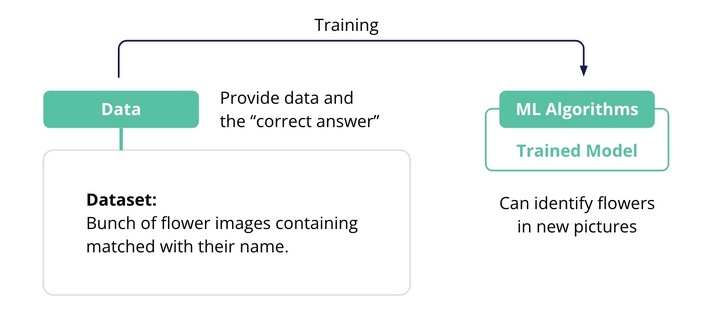 Training
Data
Provide data and
the “correct answer”
ML Algorithms
Trained Model
Dataset:
Bunch of flower images containing
matched with their name.
Can identify flowers
in new pictures